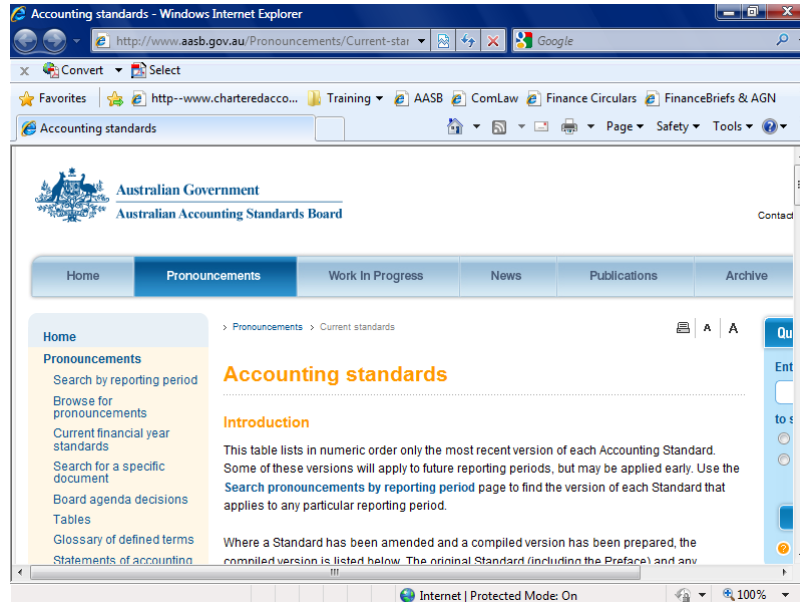 Accounting standards - Windows Internet Explorer
http://www.aasb.gov.au/Pronouncements/Current-star
Google
x Convert Select
Favorites http--www.charteredacco... Training AASB ComLaw Finance Circulars FinanceBriefs & AGN
Accounting standards
Page Safety Tools
Australian Government
Australian Accounting Standards Board
Contact
Home Pronouncements Work In Progress News Publications Archive
> Pronouncements > Current standards
A A
Qu
Ent
to s
Home
Pronouncements
Search by reporting period
Browse for
pronouncements
Current financial year
standards
Search for a specific
document
Board agenda decisions
Tables
Glossary of defined terms
Statements of accounting
Accounting standards
Introduction
This table lists in numeric order only the most recent version of each Accounting Standard.
Some of these versions will apply to future reporting periods, but may be applied early. Use the
Search pronouncements by reporting period page to find the version of each Standard that
applies to any particular reporting period.
Where a Standard has been amended and a compiled version has been prepared, the
compiled version is listed below. The original Standard (including the Preface) and any
Internet | Protected Mode: On
100%